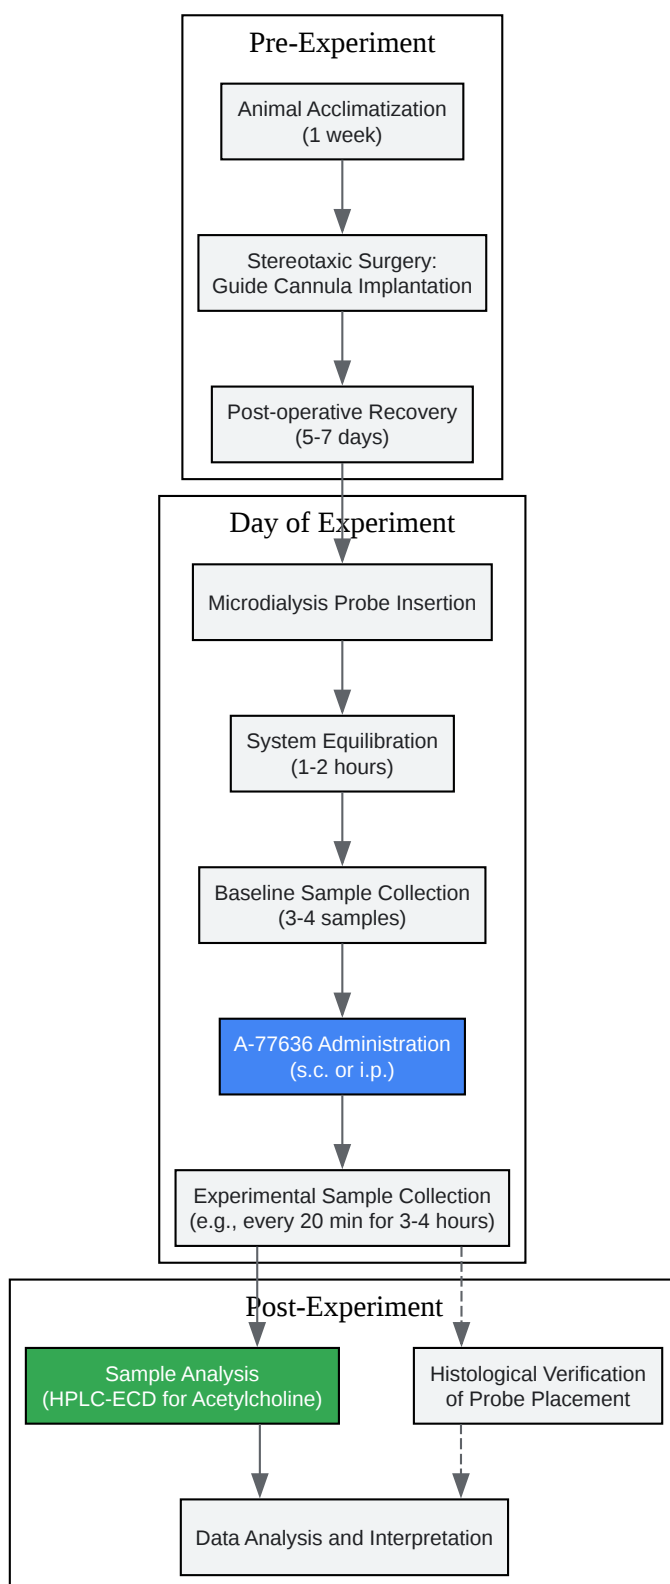 Pre-Experiment
Animal Acclimatization
(1 week)
Stereotaxic Surgery:
Guide Cannula Implantation
Post-operative Recovery
(5-7 days)
Day of Experiment
Microdialysis Probe Insertion
System Equilibration
(1-2 hours)
Baseline Sample Collection
(3-4 samples)
A-77636 Administration
(s.c. or i.p.)
Experimental Sample Collection
(e.g., every 20 min for 3-4 hours)
Post-Experiment
Sample Analysis
(HPLC-ECD for Acetylcholine)
Histological Verification
of Probe Placement
Data Analysis and Interpretation